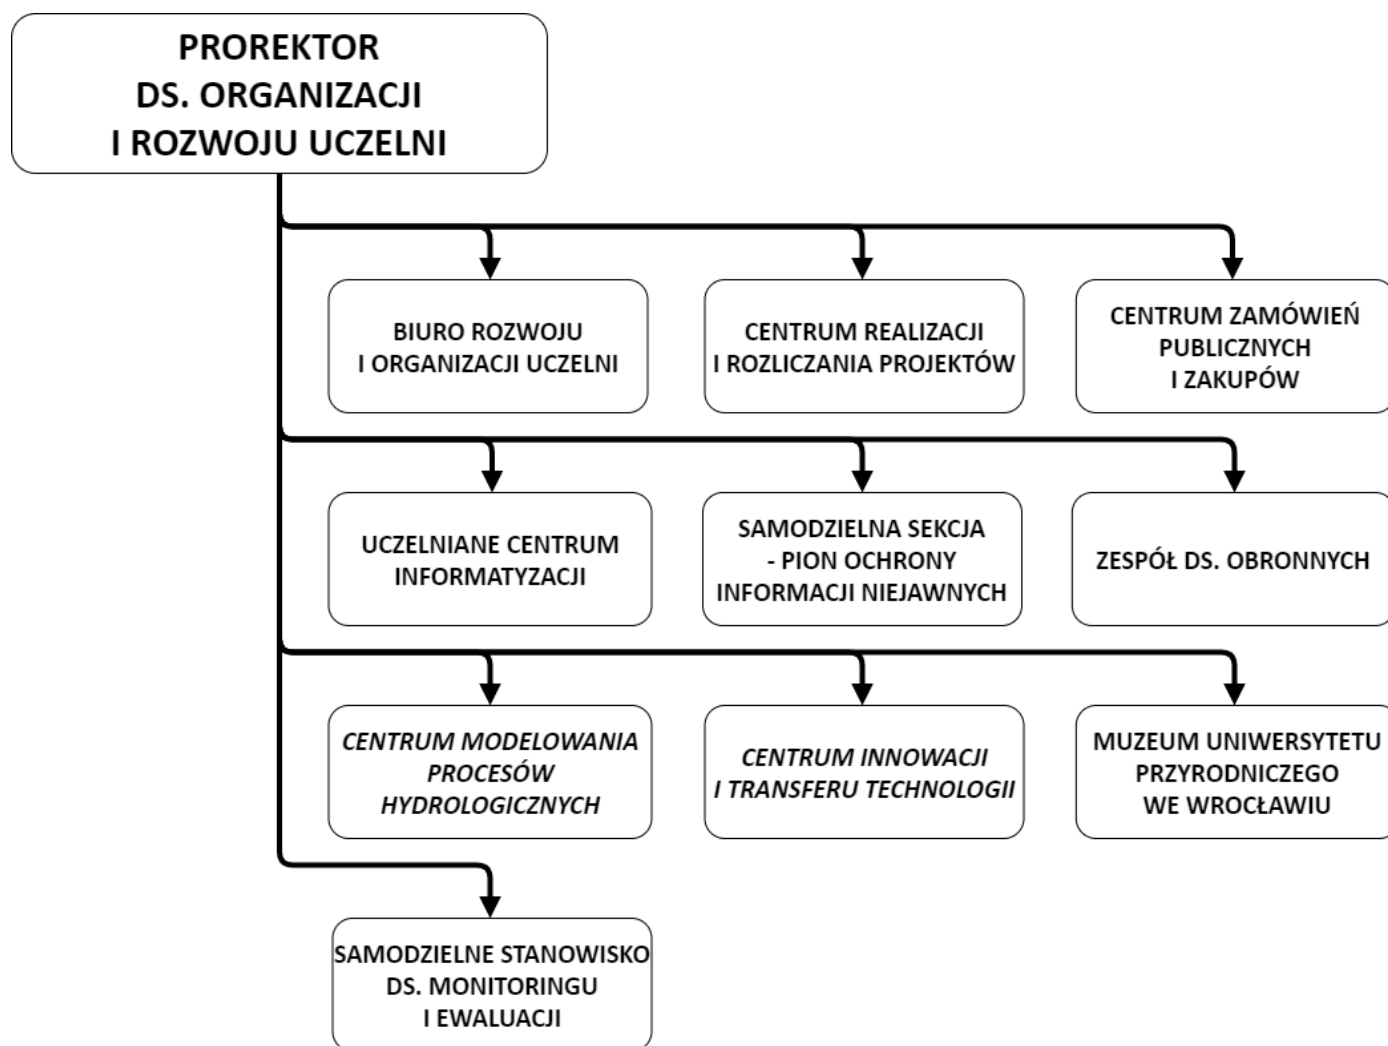 PROREKTOR
DS. ORGANIZACJI
I ROZWOJU UCZELNI
BIURO ROZWOJU
I ORGANIZACJI UCZELNI
CENTRUM REALIZACJI
I ROZLICZANIA PROJEKTÓW
CENTRUM ZAMÓWIEŃ
PUBLICZNYCH
I ZAKUPÓW
UCZELNIANE CENTRUM
INFORMATYZACJI
SAMODZIELNA SEKCJA
- PION OCHRONY
INFORMACJI NIEJAWNYCH
ZESPÓŁ DS. OBRONNYCH
CENTRUM MODELOWANIA
PROCESÓW
HYDROLOGICZNYCH
CENTRUM INNOWACJI
I TRANSFERU TECHNOLOGII
MUZEUM UNIWERSYTETU
PRZYRODNICZEGO
WE WROCŁAWIU
SAMODZIELNE STANOWISKO
DS. MONITORINGU
I EWALUACJI